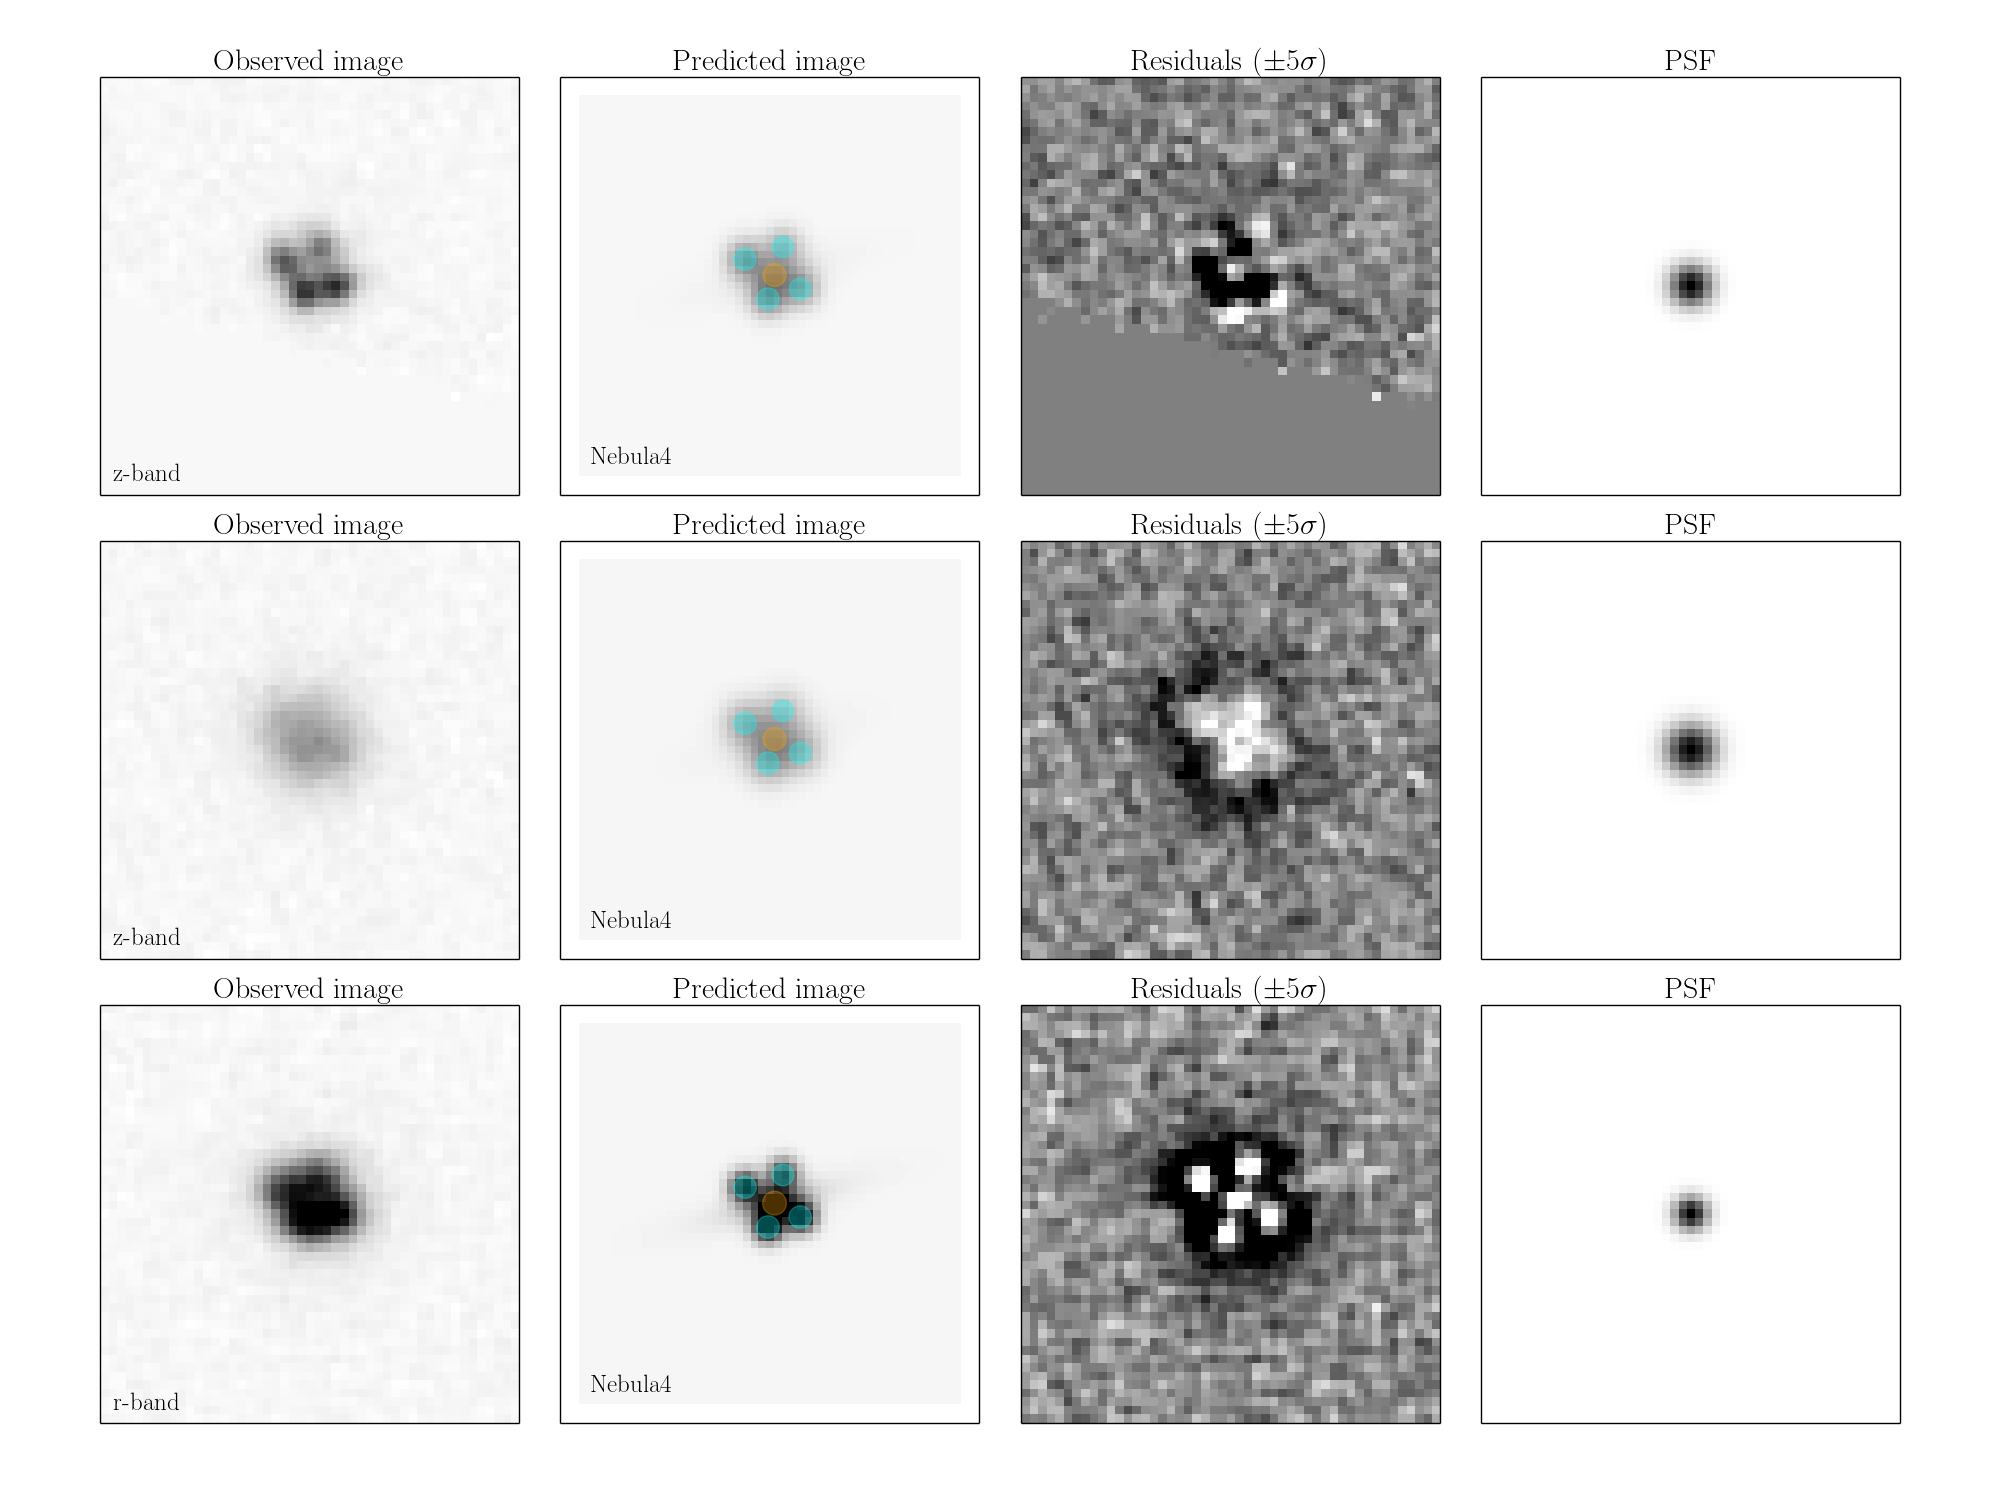 Observed image
Predicted image
Residuals (±5σ)
PSF
z-band
Nebula4
Observed image
Predicted image
Residuals (±5σ)
PSF
z-band
Nebula4
Observed image
Predicted image
Residuals (±5σ)
PSF
r-band
Nebula4